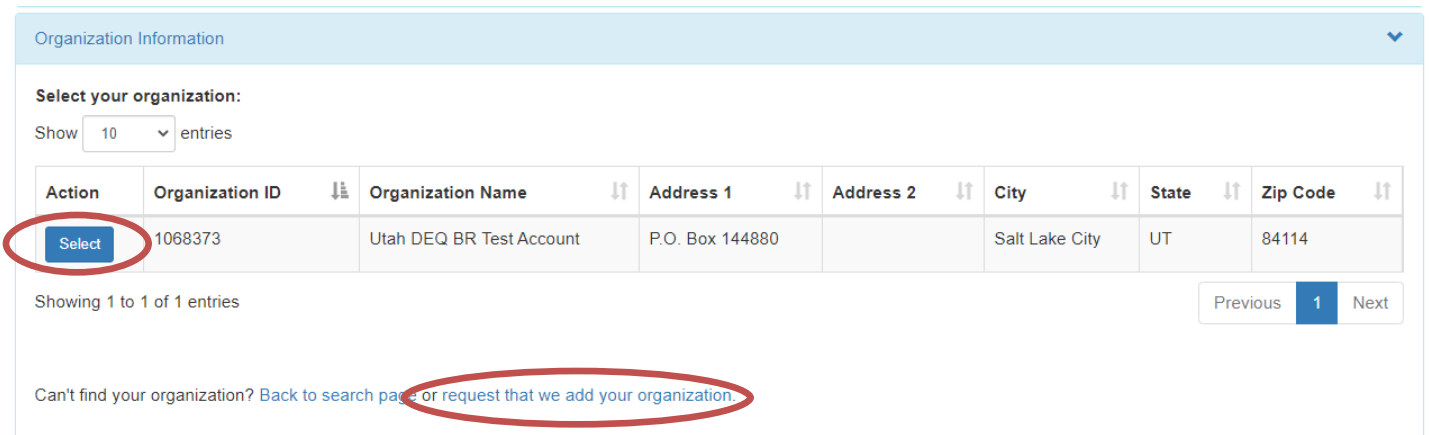 Organization Information
Select your organization:
Show 10 entries
Action Organization ID Organization Name Address 1 Address 2 City State Zip Code
Select 1068373 Utah DEQ BR Test Account P.O. Box 144880 Salt Lake City UT 84114
Showing 1 to 1 of 1 entries
Previous 1 Next
Can't find your organization? Back to search page or request that we add your organization.